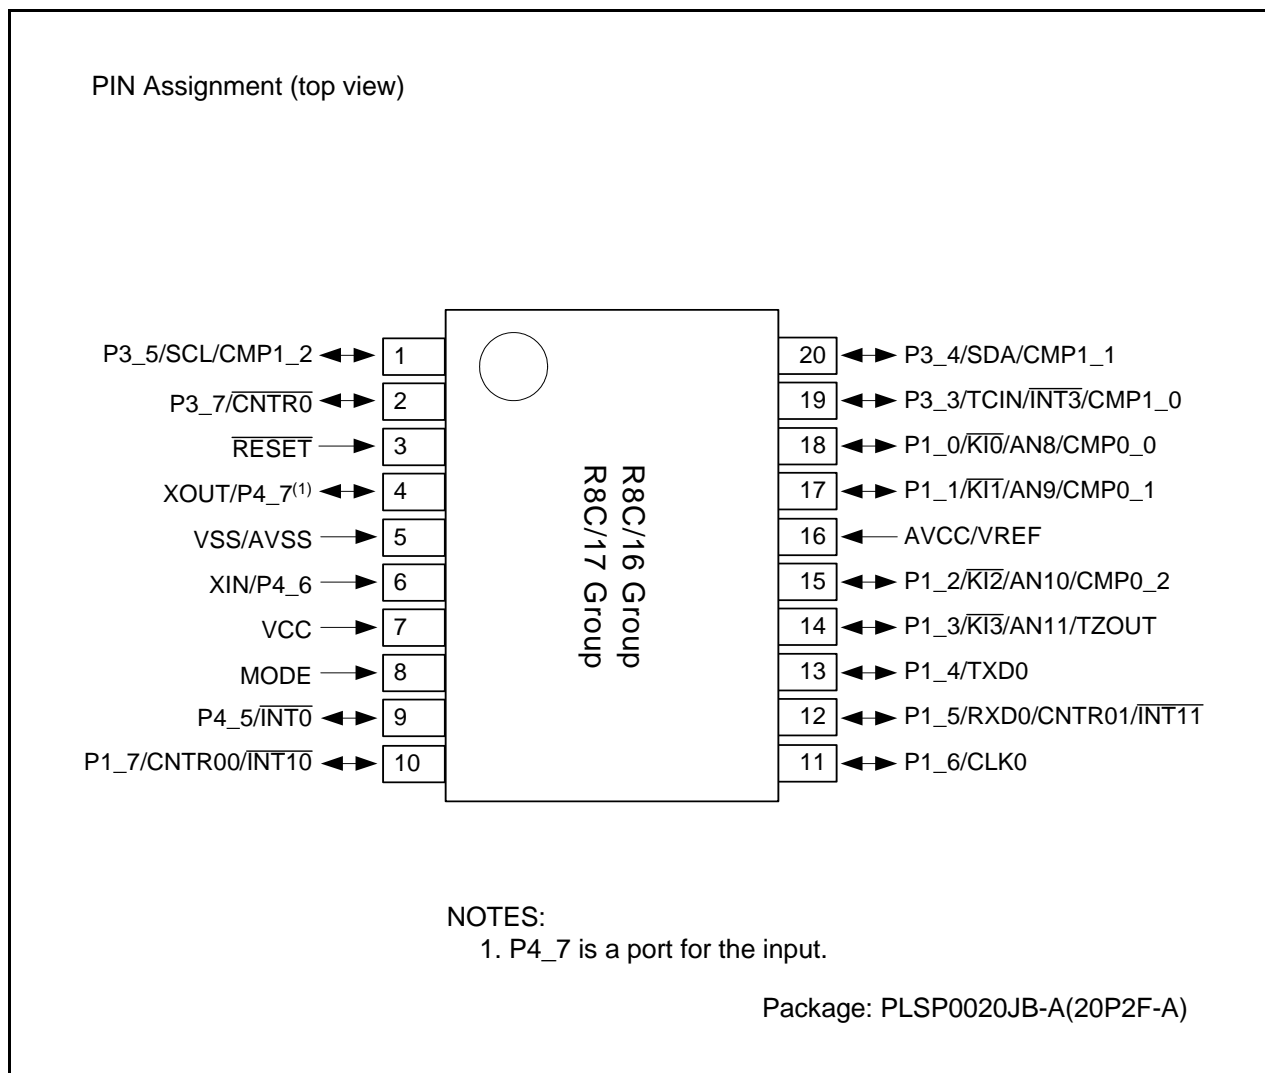 PIN Assignment (top view)
P3_5/SCL/CMP1_2
1
P3_7/CNTR0
2
RESET
3
XOUT/P4_7(1)
4
VSS/AVSS
5
XIN/P4_6
6
VCC
7
MODE
8
P4_5/INT0
9
P1_7/CNTR00/INT10
10
R8C/16 Group
R8C/17 Group
20
P3_4/SDA/CMP1_1
19
P3_3/TCIN/INT3/CMP1_0
18
P1_0/KI0/AN8/CMP0_0
17
P1_1/KI1/AN9/CMP0_1
16
AVCC/VREF
15
P1_2/KI2/AN10/CMP0_2
14
P1_3/KI3/AN11/TZOUT
13
P1_4/TXD0
12
P1_5/RXD0/CNTR01/INT11
11
P1_6/CLK0
NOTES:
1. P4_7 is a port for the input.
Package: PLSP0020JB-A(20P2F-A)